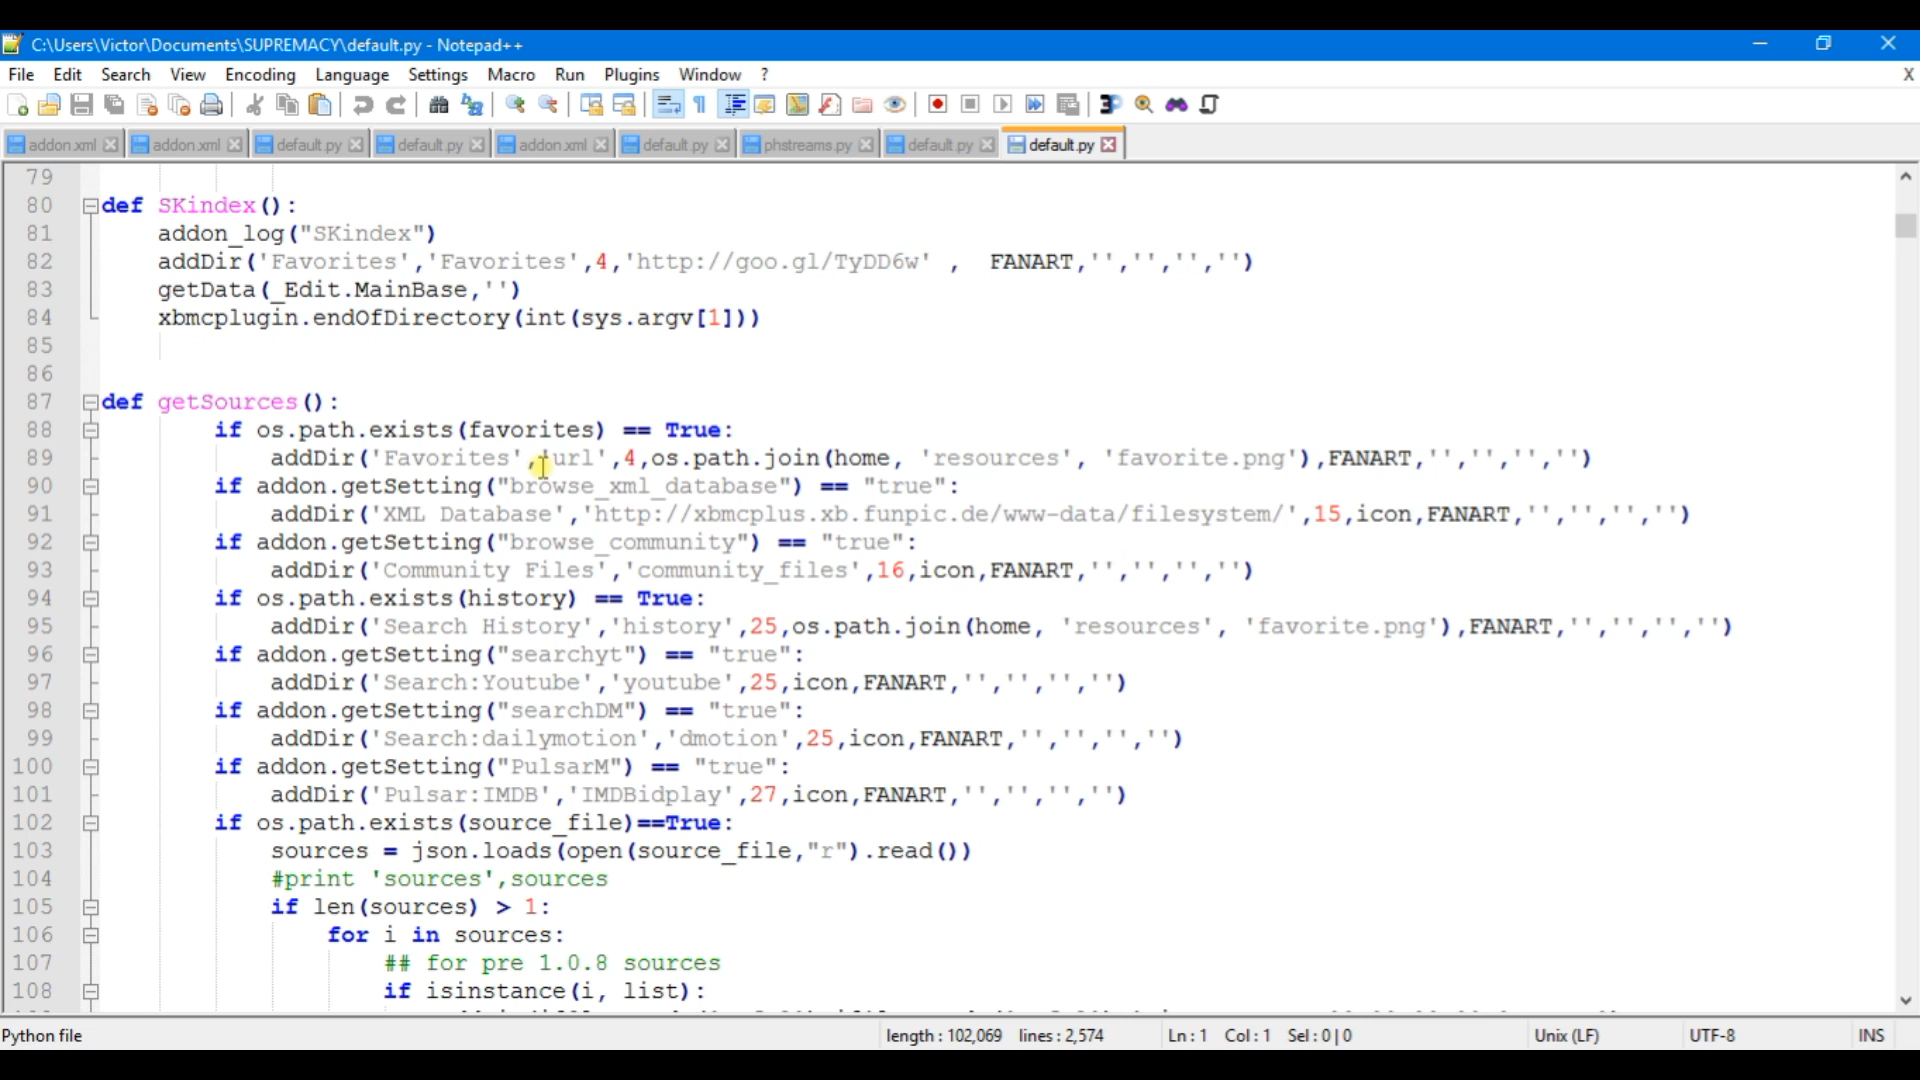 C:\Users\Victor\Documents\SUPREMACY\default.py - Notepad++
File Edit Search View Encoding Language Settings Macro Run Plugins Window ? X
addon.xml addon.xml default.py default.py addon.xml default.py phstreams.py default.py default.py
79
80 def SKindex():
81 addon_log("SKindex")
82 addDir('Favorites','Favorites',4,'http://goo.gl/TyDD6w' ,  FANART,'','','','')
83 getData(_Edit.MainBase,'')
84 xbmcplugin.endOfDirectory(int(sys.argv[1]))
85
86
87 def getSources():
88 if os.path.exists(favorites) == True:
89 addDir('Favorites','url',4,os.path.join(home, 'resources', 'favorite.png'),FANART,'','','','')
90 if addon.getSetting("browse_xml_database") == "true":
91 addDir('XML Database','http://xbmcplus.xb.funpic.de/www-data/filesystem/',15,icon,FANART,'','','','')
92 if addon.getSetting("browse_community") == "true":
93 addDir('Community Files','community_files',16,icon,FANART,'','','','')
94 if os.path.exists(history) == True:
95 addDir('Search History','history',25,os.path.join(home, 'resources', 'favorite.png'),FANART,'','','','')
96 if addon.getSetting("searchyt") == "true":
97 addDir('Search:Youtube','youtube',25,icon,FANART,'','','','')
98 if addon.getSetting("searchDM") == "true":
99 addDir('Search:dailymotion','dmotion',25,icon,FANART,'','','','')
100 if addon.getSetting("PulsarM") == "true":
101 addDir('Pulsar:IMDB','IMDBidplay',27,icon,FANART,'','','','')
102 if os.path.exists(source_file)==True:
103 sources = json.loads(open(source_file,"r").read())
104 #print 'sources',sources
105 if len(sources) > 1:
106 for i in sources:
107 ## for pre 1.0.8 sources
108 if isinstance(i, list):
Python file length : 102,069 lines : 2,574 Ln : 1 Col : 1 Sel : 0 | 0 Unix (LF) UTF-8 INS